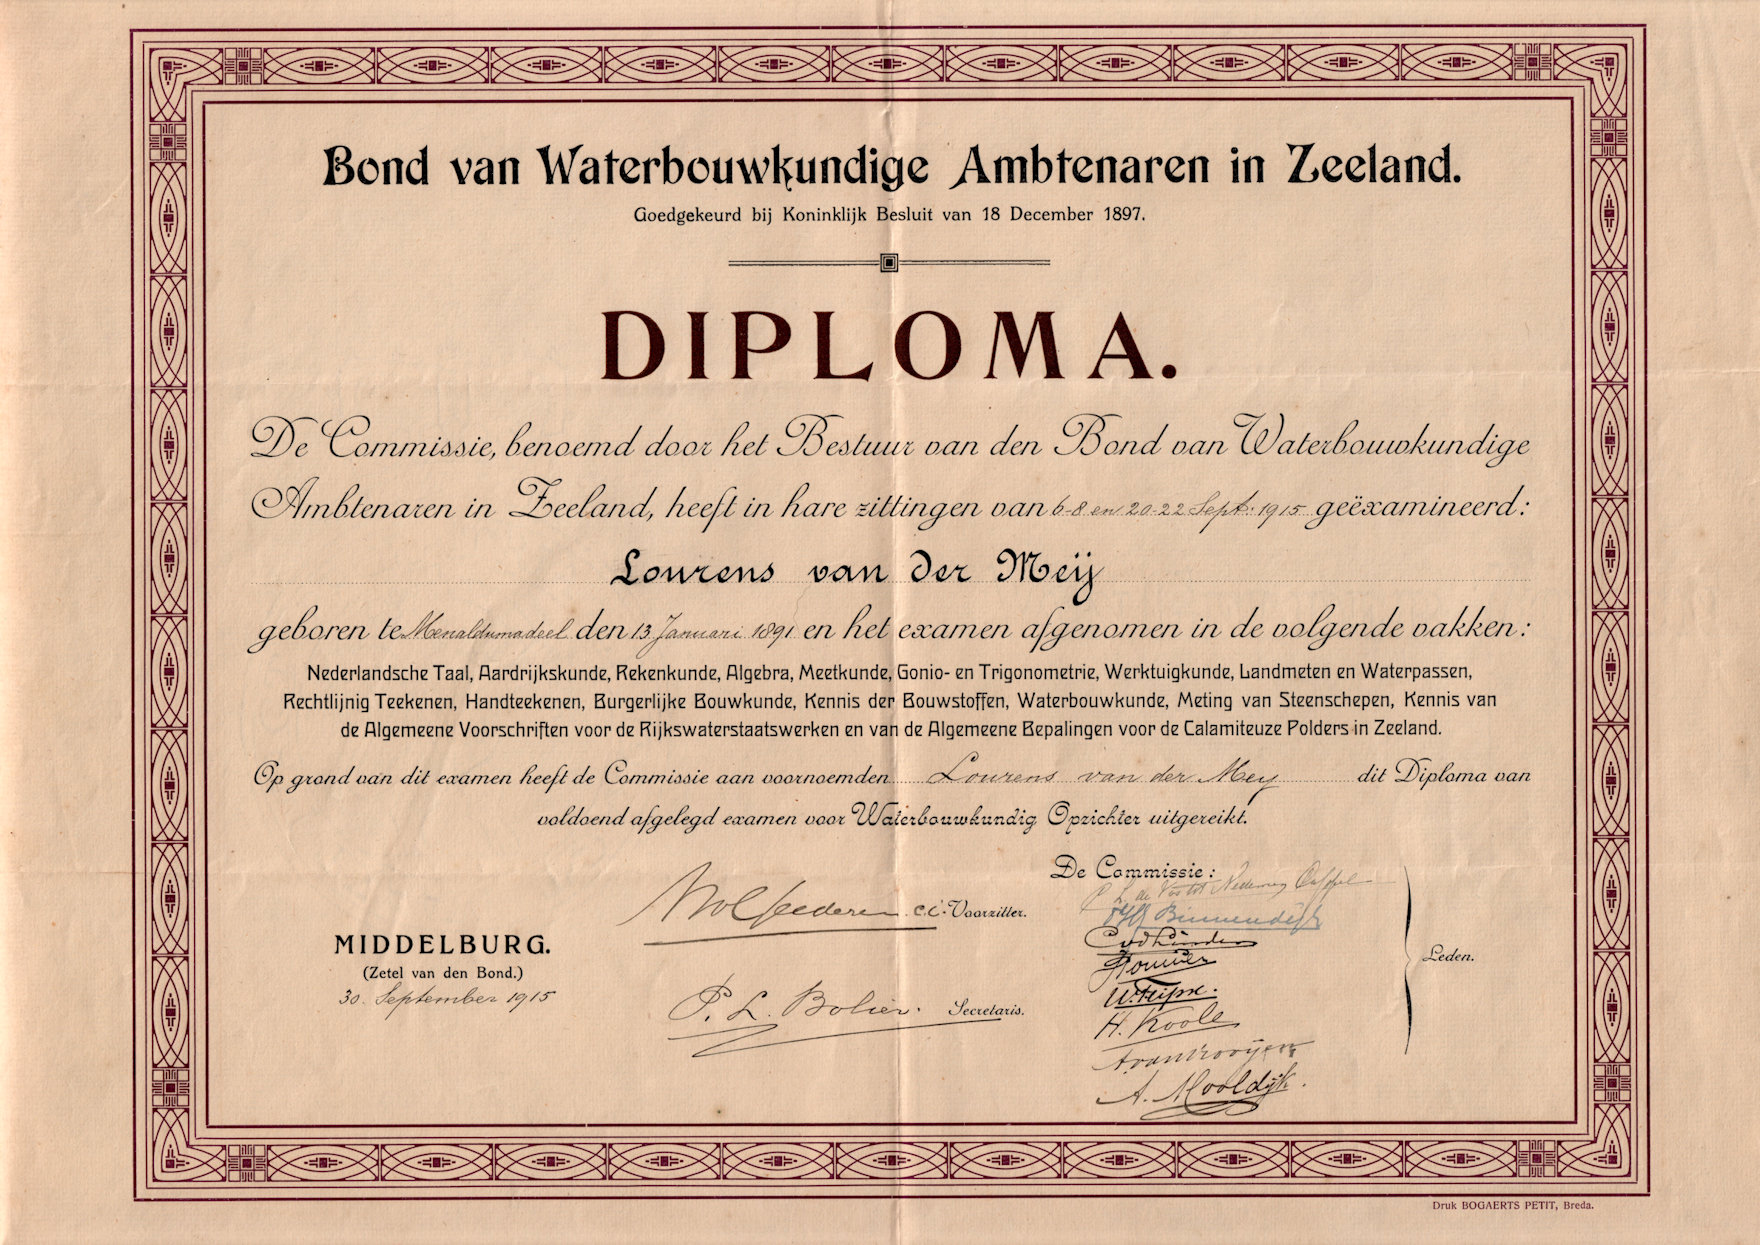 Bond van Waterbouwkundige Ambtenaren in Zeeland.
Goedgekeurd bij Koninklijk Besluit van 18 December 1897.
DIPLOMA.
De Commissie, benoemd door het Bestuur van den Bond van Waterbouwkundige
Ambtenaren in Zeeland, heeft in hare zittingen van 6-8 en 20-22 Sept. 1915 geëxamineerd:
Lourens van der Meij
geboren te Menaldumadeel den 13 Januari 1891 en het examen afgenomen in de volgende vakken:
Nederlandsche Taal, Aardrijkskunde, Rekenkunde, Algebra, Meetkunde, Gonio- en Trigonometrie, Werktuigkunde, Landmeten en Waterpassen,
Rechtlijnig Teekenen, Handteekenen, Burgerlijke Bouwkunde, Kennis der Bouwstoffen, Waterbouwkunde, Meting van Steenschepen, Kennis van
de Algemeene Voorschriften voor de Rijkswaterstaatswerken en van de Algemeene Bepalingen voor de Calamiteuze Polders in Zeeland.
Op grond van dit examen heeft de Commissie aan voornoemden Lourens van der Mey dit Diploma van
voldoend afgelegd examen voor Waterbouwkundig Opzichter uitgereikt.
MIDDELBURG.
(Zetel van den Bond.)
30 September 1915
c.i. Voorzitter.
P. L. Bolier. Secretaris.
De Commissie:
Binnendijk
H. Koole
A. Mooldijk.
Leden.
Druk BOGAERTS PETIT, Breda.